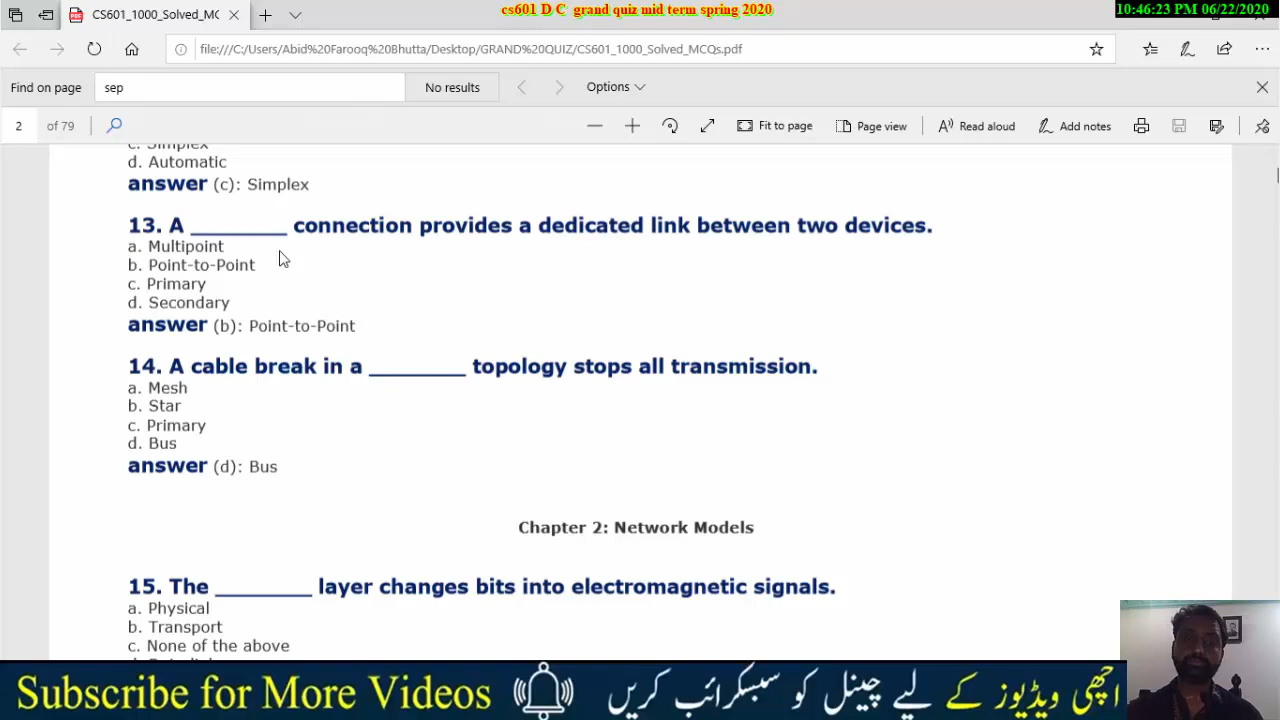 CS601_1000_Solved_MC
cs601 D C grand quiz mid term spring 2020
10:46:23 PM 06/22/2020
file:///C:/Users/Abid%20Farooq%20Bhutta/Desktop/GRAND%20QUIZ/CS601_1000_Solved_MCQs.pdf
Find on page sep No results Options
2 of 79 Fit to page Page view Read aloud Add notes
c. Simplex
d. Automatic
answer (c): Simplex
13. A ________ connection provides a dedicated link between two devices.
a. Multipoint
b. Point-to-Point
c. Primary
d. Secondary
answer (b): Point-to-Point
14. A cable break in a ________ topology stops all transmission.
a. Mesh
b. Star
c. Primary
d. Bus
answer (d): Bus
Chapter 2: Network Models
15. The ________ layer changes bits into electromagnetic signals.
a. Physical
b. Transport
c. None of the above
Subscribe for More Videos
اچھی ویڈیوز کے لیے چینل کو سبسکرائب کریں